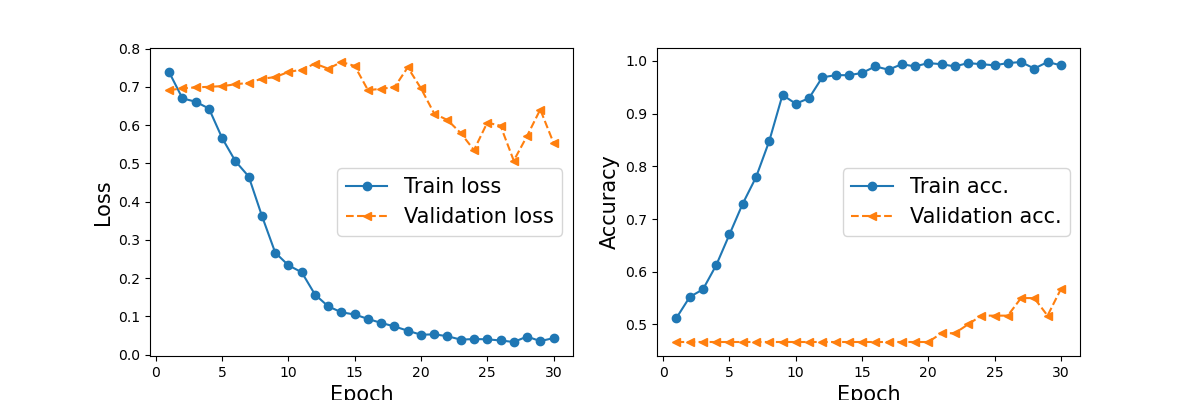 0.8
0.7
0.6
0.5
0.4
0.3
0.2
0.1
0.0
Loss
0 5 10 15 20 25 30
Epoch
Train loss
Validation loss
1.0
0.9
0.8
0.7
0.6
0.5
Accuracy
0 5 10 15 20 25 30
Epoch
Train acc.
Validation acc.